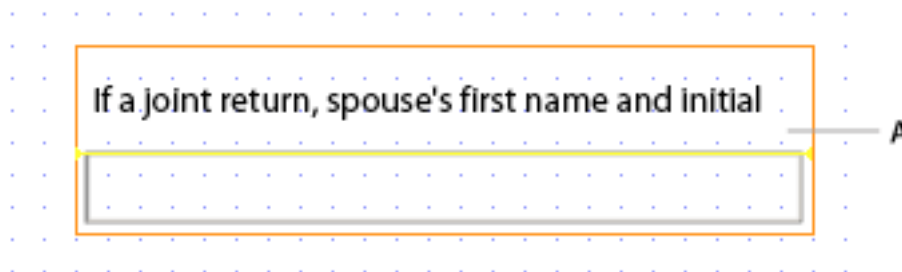 If a joint return, spouse's first name and initial
A